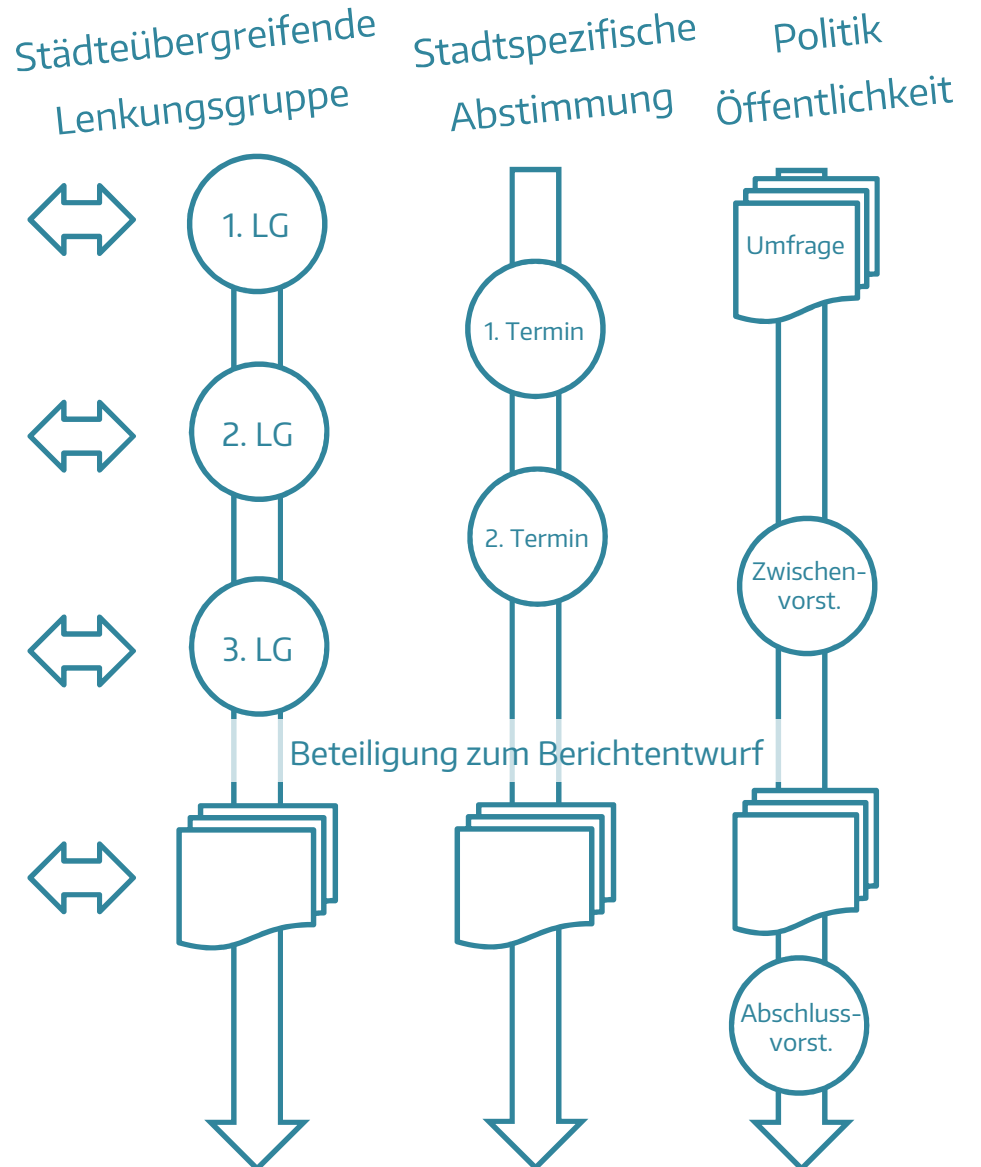 Städteübergreifende
Lenkungsgruppe
Stadtspezifische
Abstimmung
Politik
Öffentlichkeit
1. LG
Umfrage
1. Termin
2. LG
2. Termin
Zwischen-
vorst.
3. LG
Beteiligung zum Berichtentwurf
Abschluss-
vorst.